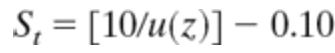 S_t = [10/u(z)] − 0.10